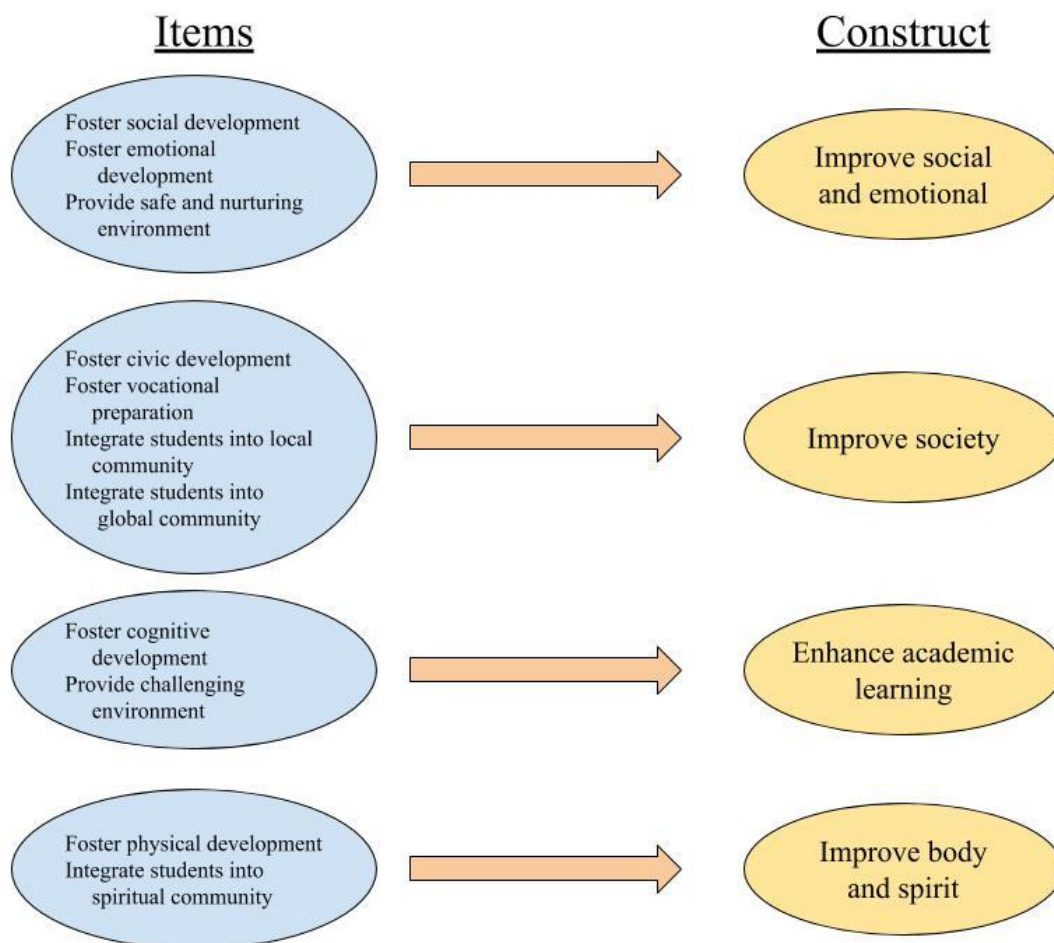 Items
Construct
Foster social development
Foster emotional
development
Provide safe and nurturing
environment
Improve social
and emotional
Foster civic development
Foster vocational
preparation
Integrate students into local
community
Integrate students into
global community
Improve society
Foster cognitive
development
Provide challenging
environment
Enhance academic
learning
Foster physical development
Integrate students into
spiritual community
Improve body
and spirit